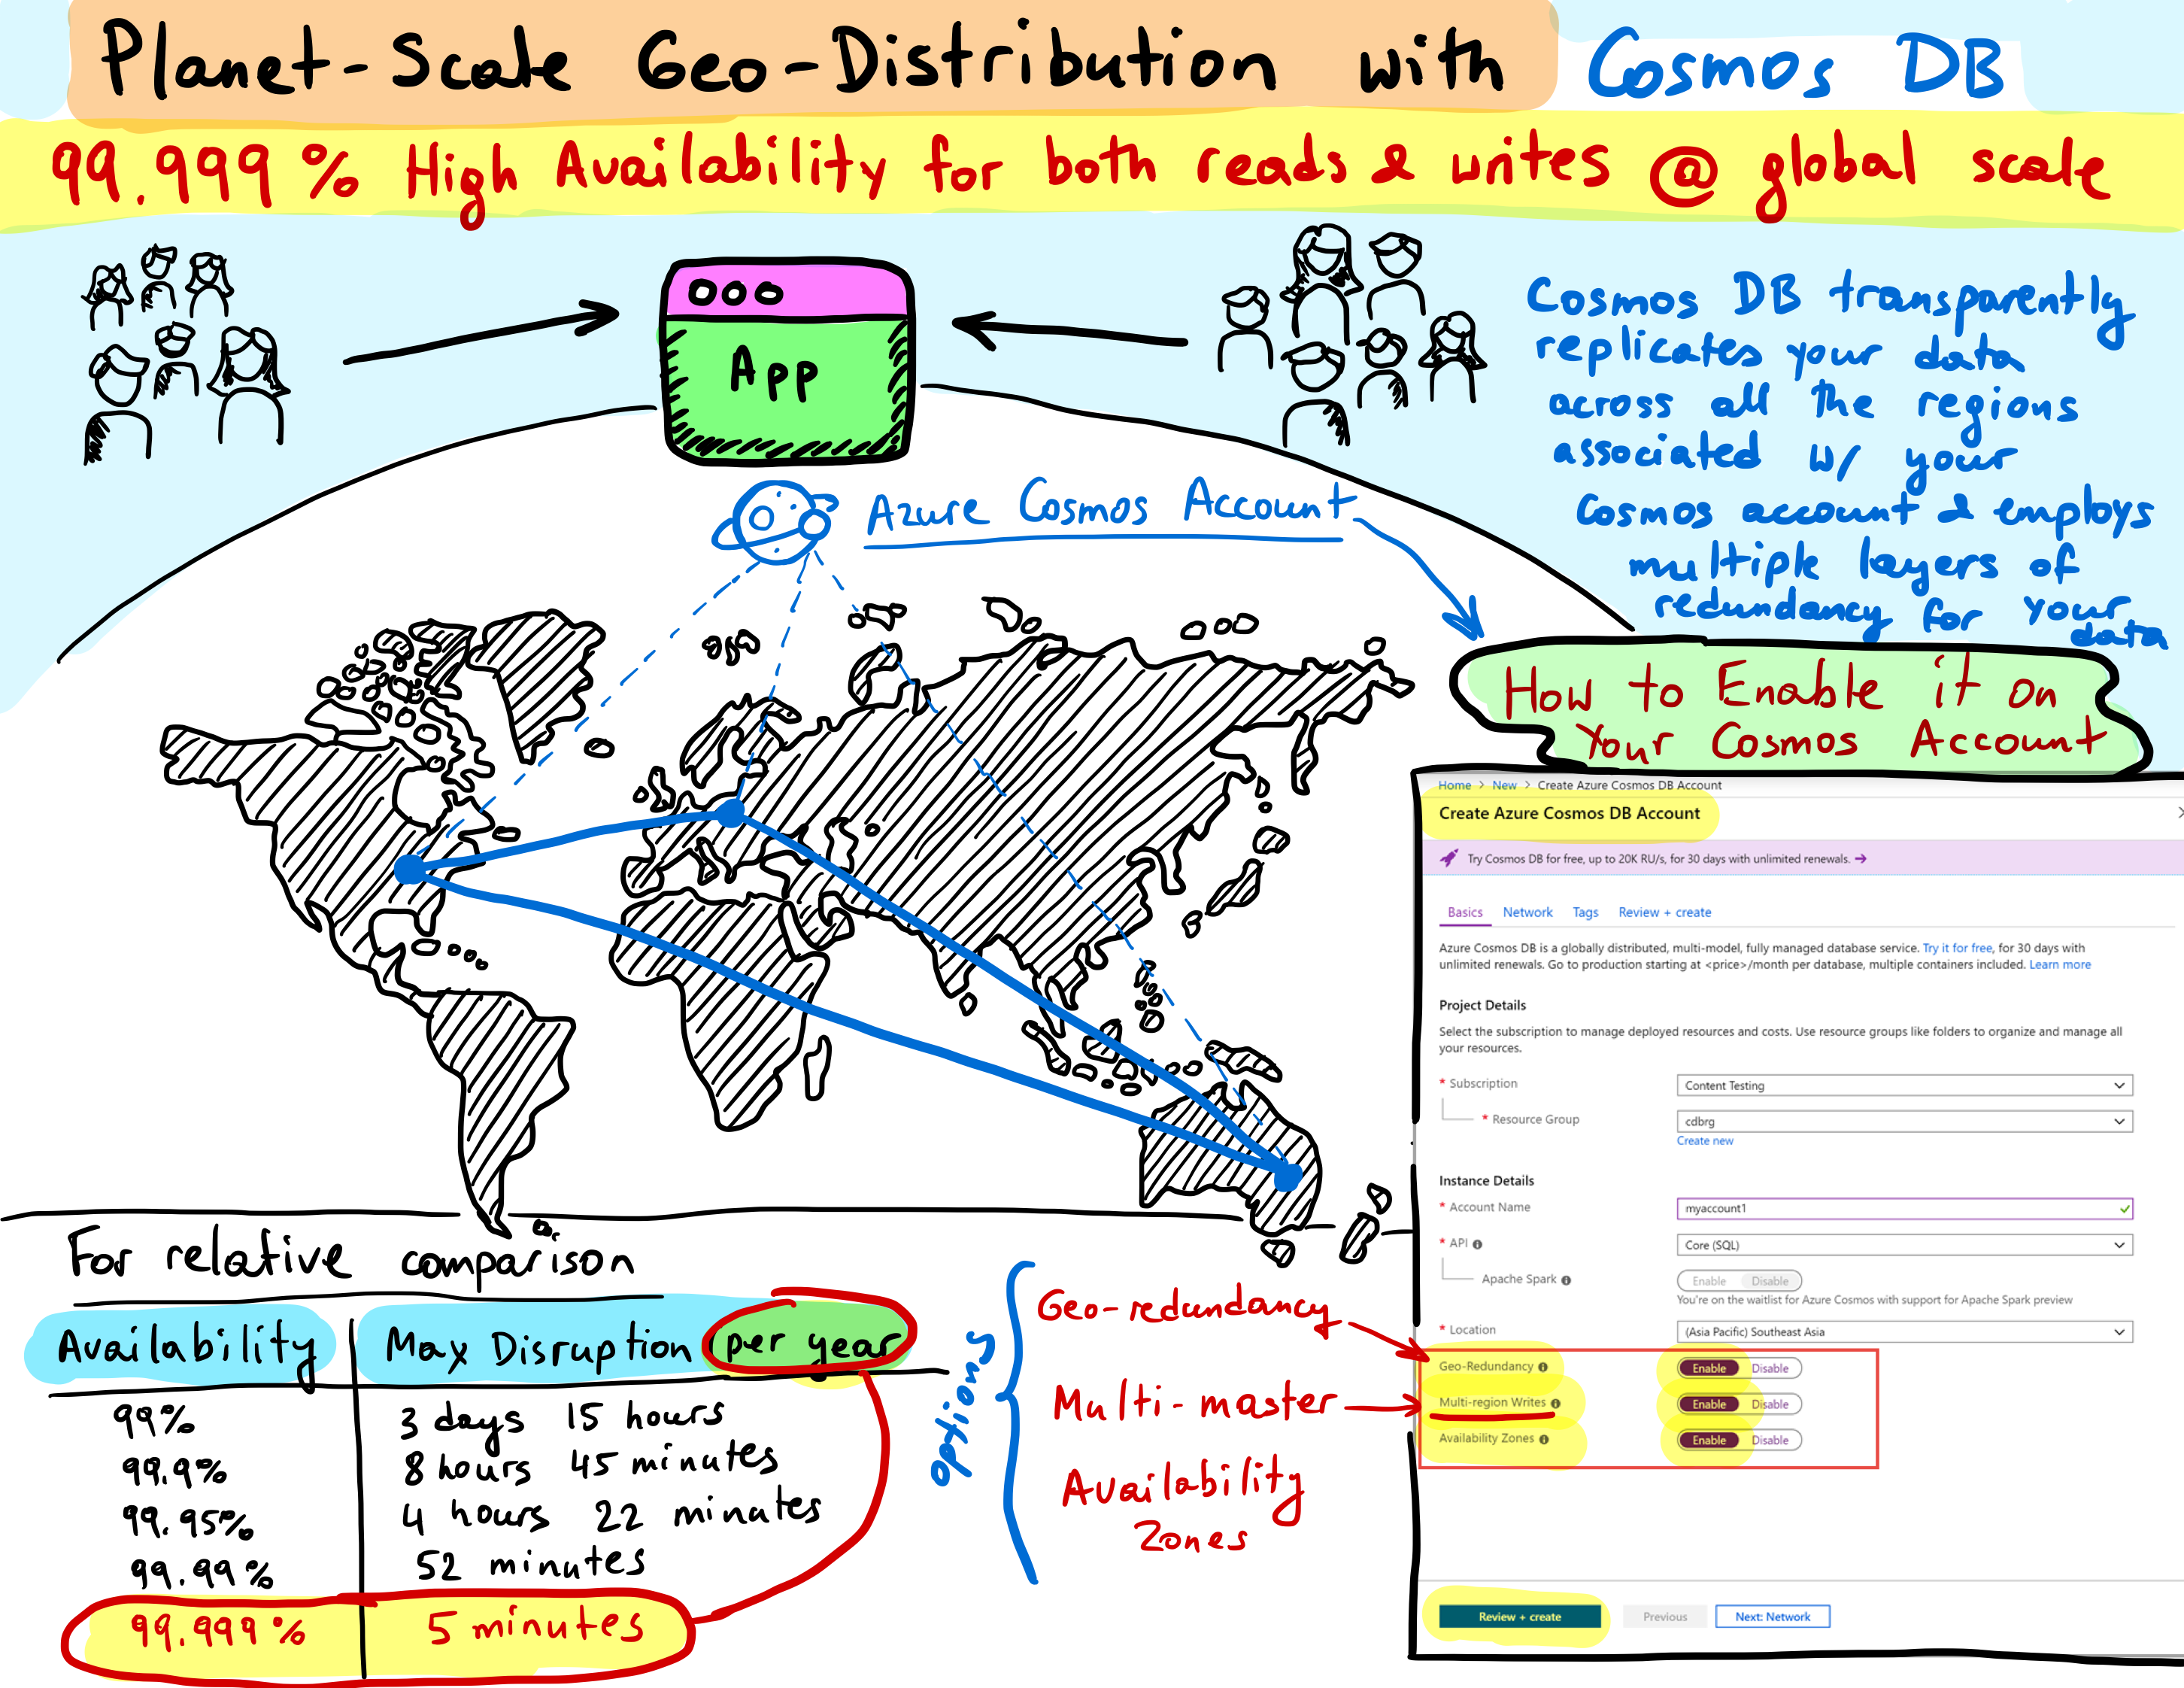 Planet-Scale Geo-Distribution with Cosmos DB
99.999% High Availability for both reads & writes @ global scale
App
Cosmos DB transparently
replicates your data
across all the regions
associated w/ your
Cosmos account & employs
multiple layers of
redundancy for your
data
Azure Cosmos Account
How to Enable it on
Your Cosmos Account
Home > New > Create Azure Cosmos DB Account
Create Azure Cosmos DB Account
Try Cosmos DB for free, up to 20K RU/s, for 30 days with unlimited renewals. →
Basics Network Tags Review + create
Azure Cosmos DB is a globally distributed, multi-model, fully managed database service. Try it for free, for 30 days with
unlimited renewals. Go to production starting at <price>/month per database, multiple containers included. Learn more
Project Details
Select the subscription to manage deployed resources and costs. Use resource groups like folders to organize and manage all
your resources.
* Subscription Content Testing
* Resource Group cdbrg
Create new
Instance Details
* Account Name myaccount1
* API Core (SQL)
Apache Spark Enable Disable
You're on the waitlist for Azure Cosmos with support for Apache Spark preview
* Location (Asia Pacific) Southeast Asia
Geo-Redundancy Enable Disable
Multi-region Writes Enable Disable
Availability Zones Enable Disable
Review + create Previous Next: Network
For relative comparison
Availability Max Disruption per year
99% 3 days 15 hours
99.9% 8 hours 45 minutes
99.95% 4 hours 22 minutes
99.99% 52 minutes
99.999% 5 minutes
options
Geo-redundancy
Multi-master
Availability
Zones